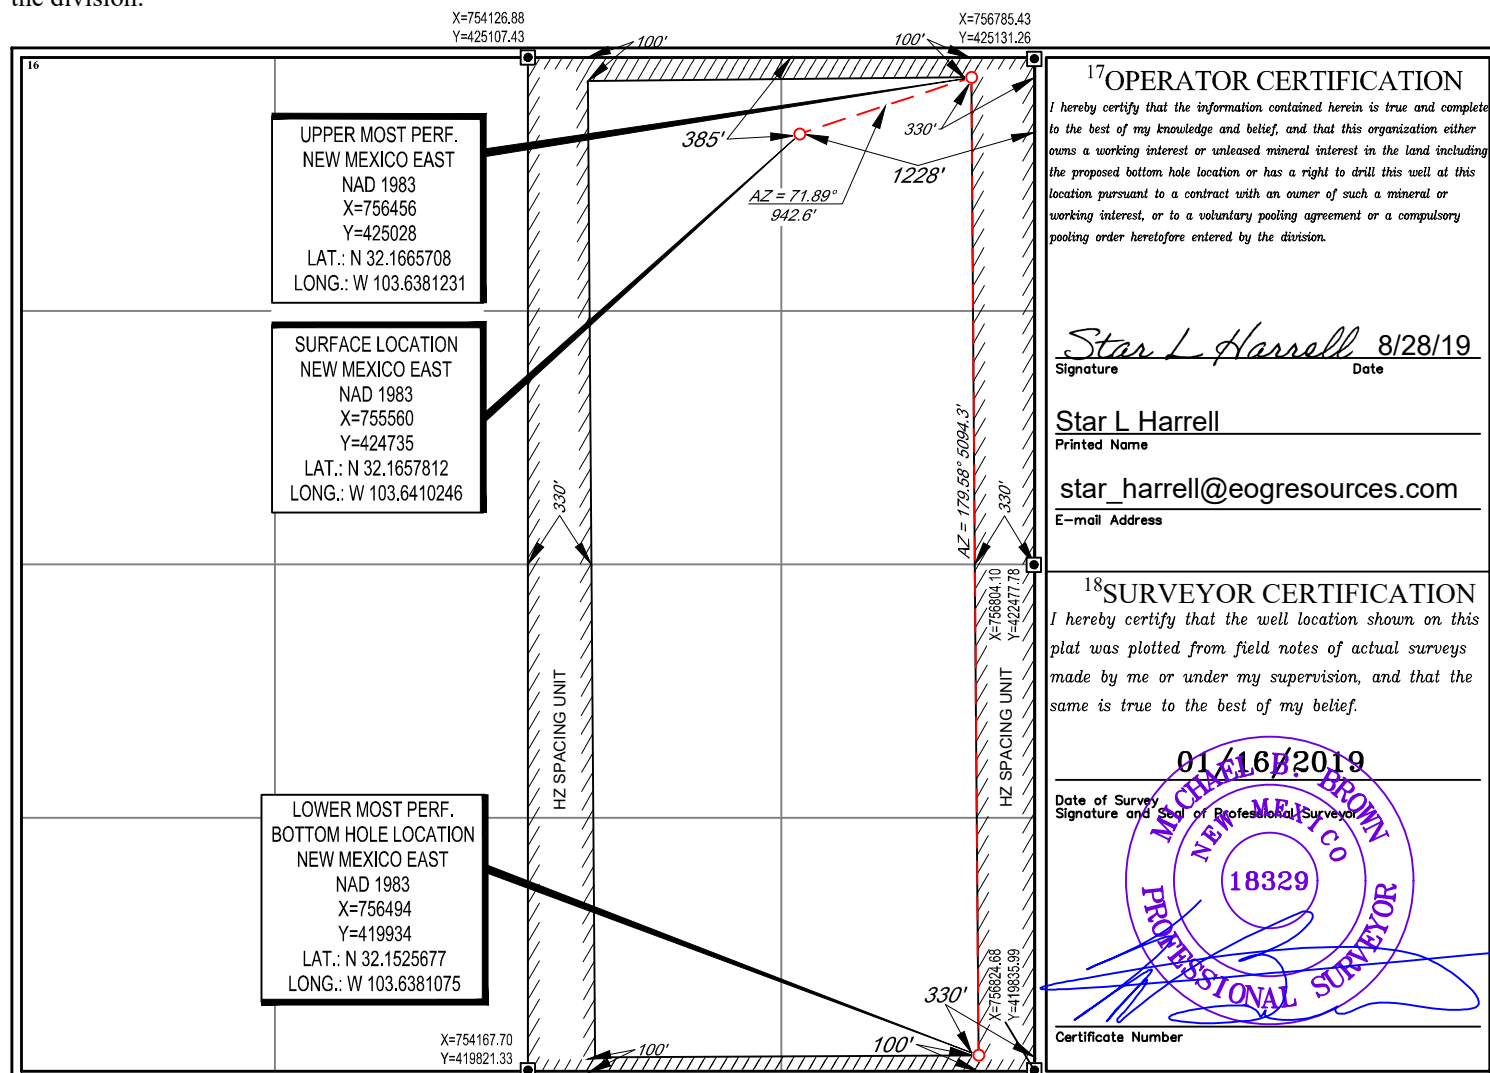 the division.
X=754126.88
Y=425107.43
X=756785.43
Y=425131.26
16
100'
100'
385'
330'
1228'
AZ = 71.89°
942.6'
UPPER MOST PERF.
NEW MEXICO EAST
NAD 1983
X=756456
Y=425028
LAT.: N 32.1665708
LONG.: W 103.6381231
SURFACE LOCATION
NEW MEXICO EAST
NAD 1983
X=755560
Y=424735
LAT.: N 32.1657812
LONG.: W 103.6410246
330'
AZ = 179.58° 5094.3'
330'
X=756804.10
Y=422477.78
HZ SPACING UNIT
HZ SPACING UNIT
LOWER MOST PERF.
BOTTOM HOLE LOCATION
NEW MEXICO EAST
NAD 1983
X=756494
Y=419934
LAT.: N 32.1525677
LONG.: W 103.6381075
X=756824.68
Y=419835.99
330'
X=754167.70
Y=419821.33
100'
100'
17 OPERATOR CERTIFICATION
I hereby certify that the information contained herein is true and complete
to the best of my knowledge and belief, and that this organization either
owns a working interest or unleased mineral interest in the land including
the proposed bottom hole location or has a right to drill this well at this
location pursuant to a contract with an owner of such a mineral or
working interest, or to a voluntary pooling agreement or a compulsory
pooling order heretofore entered by the division.
Star L Harrell 8/28/19
Signature Date
Star L Harrell
Printed Name
star_harrell@eogresources.com
E-mail Address
18 SURVEYOR CERTIFICATION
I hereby certify that the well location shown on this
plat was plotted from field notes of actual surveys
made by me or under my supervision, and that the
same is true to the best of my belief.
01/16/2019
Date of Survey
Signature and Seal of Professional Surveyor
MICHAEL B. BROWN
NEW MEXICO
18329
PROFESSIONAL SURVEYOR
Certificate Number